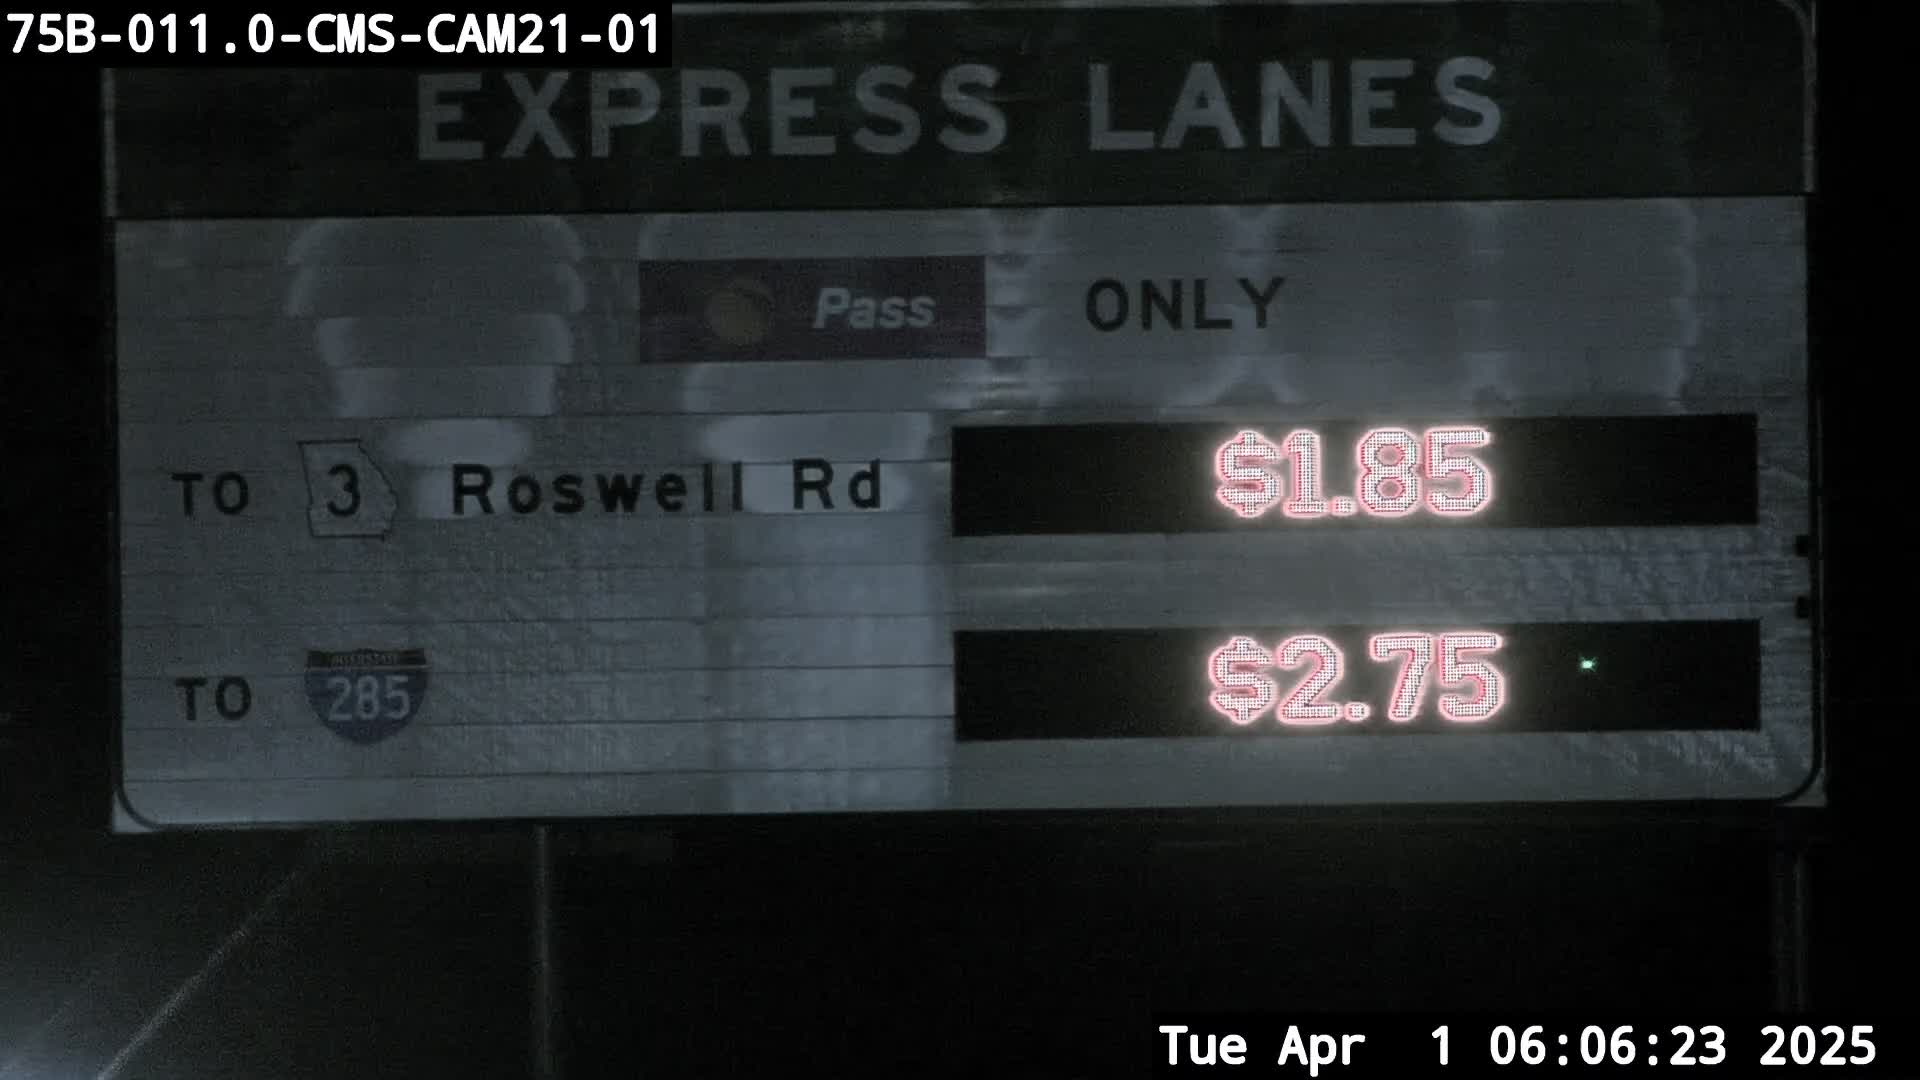 75B-011.0-CMS-CAM21-01
EXPRESS LANES
Pass ONLY
TO 3 Roswell Rd $1.85
TO INTERSTATE 285 $2.75
Tue Apr 1 06:06:23 2025